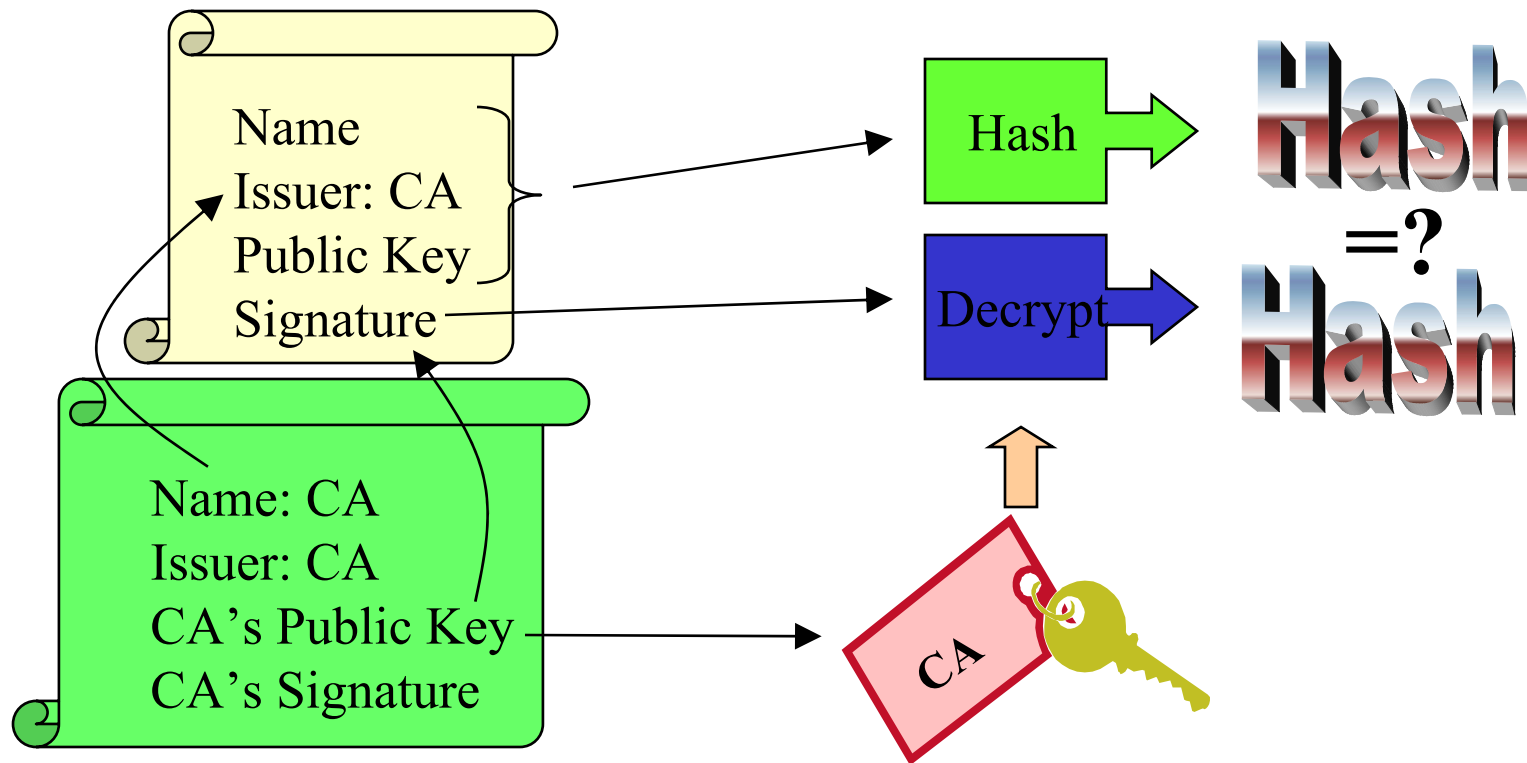 Name
Issuer: CA
Public Key
Signature
Hash
Decrypt
Hash
=?
Hash
Name: CA
Issuer: CA
CA’s Public Key
CA’s Signature
CA